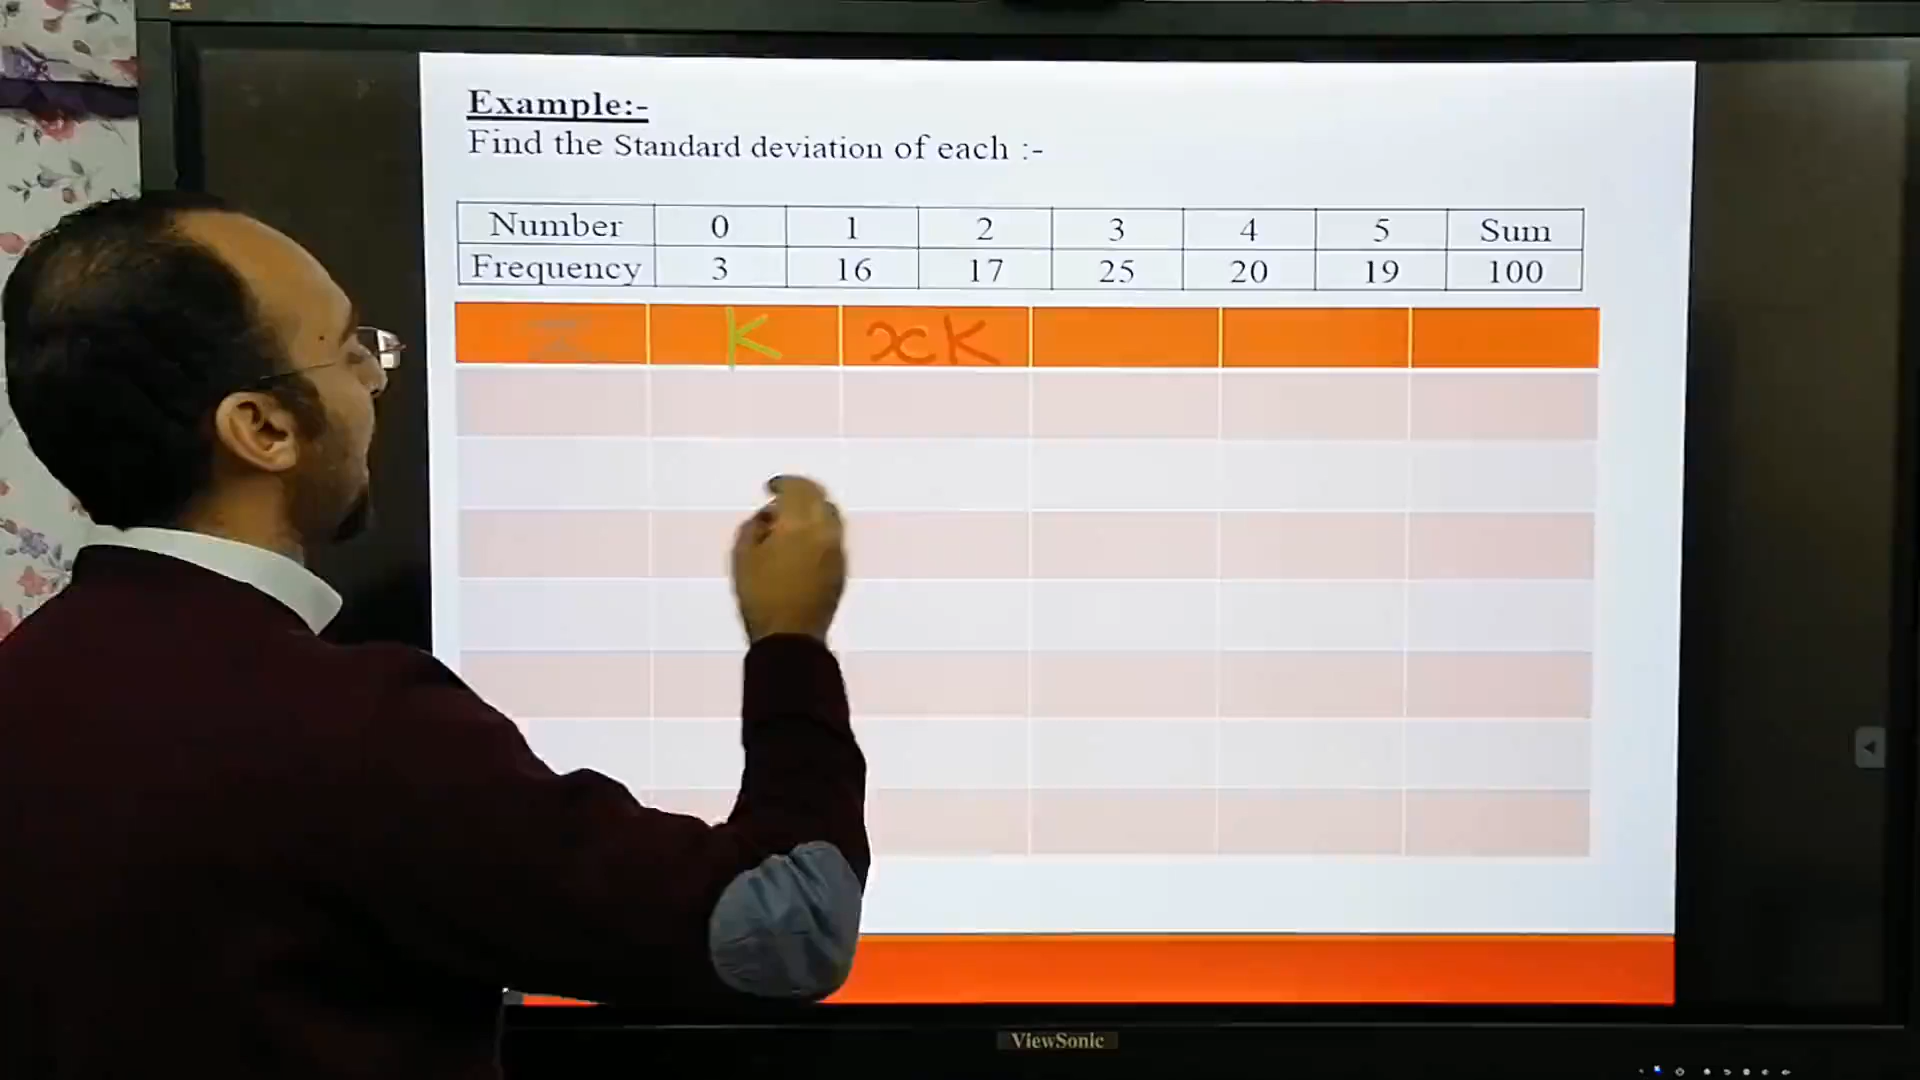 Example:-
Find the Standard deviation of each :-
Number 0 1 2 3 4 5 Sum
Frequency 3 16 17 25 20 19 100
x K xK
ViewSonic